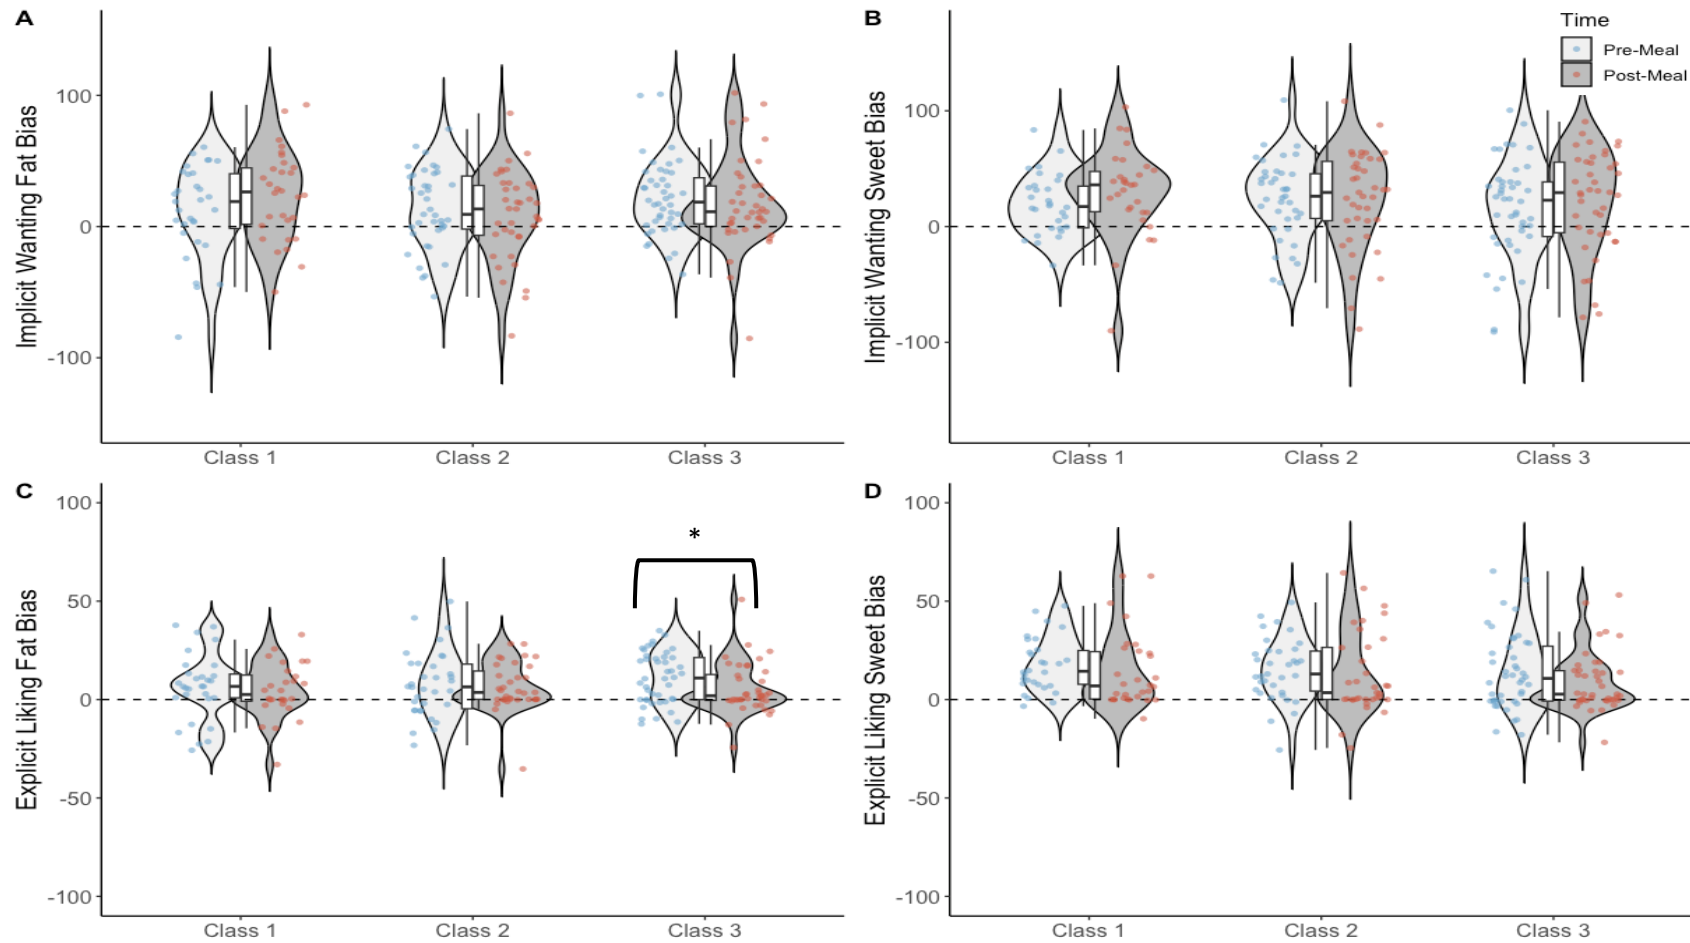 A
Implicit Wanting Fat Bias
100
0
-100
Class 1
Class 2
Class 3
B
Implicit Wanting Sweet Bias
100
0
-100
Class 1
Class 2
Class 3
Time
Pre-Meal
Post-Meal
C
Explicit Liking Fat Bias
100
50
0
-50
-100
*
Class 1
Class 2
Class 3
D
Explicit Liking Sweet Bias
100
50
0
-50
-100
Class 1
Class 2
Class 3